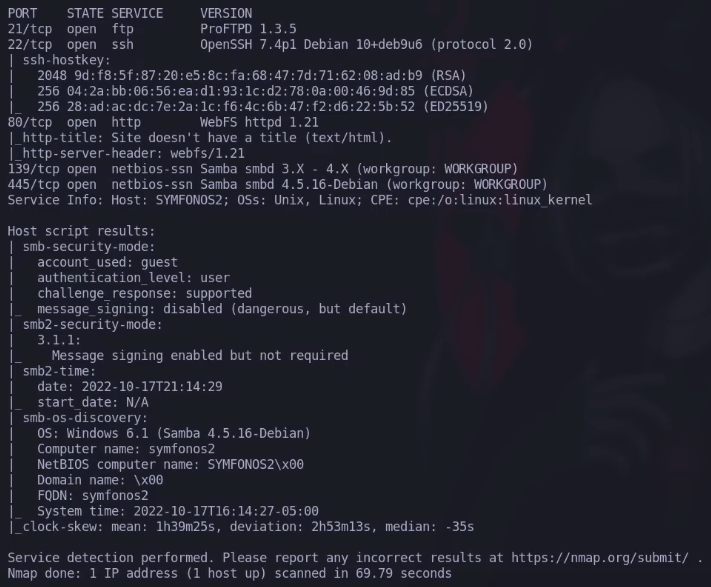 PORT    STATE SERVICE     VERSION
21/tcp  open  ftp         ProFTPD 1.3.5
22/tcp  open  ssh         OpenSSH 7.4p1 Debian 10+deb9u6 (protocol 2.0)
| ssh-hostkey:
|   2048 9d:f8:5f:87:20:e5:8c:fa:68:47:7d:71:62:08:ad:b9 (RSA)
|   256 04:2a:bb:06:56:ea:d1:93:1c:d2:78:0a:00:46:9d:85 (ECDSA)
|_  256 28:ad:ac:dc:7e:2a:1c:f6:4c:6b:47:f2:d6:22:5b:52 (ED25519)
80/tcp  open  http        WebFS httpd 1.21
|_http-title: Site doesn't have a title (text/html).
|_http-server-header: webfs/1.21
139/tcp open  netbios-ssn Samba smbd 3.X - 4.X (workgroup: WORKGROUP)
445/tcp open  netbios-ssn Samba smbd 4.5.16-Debian (workgroup: WORKGROUP)
Service Info: Host: SYMFONOS2; OSs: Unix, Linux; CPE: cpe:/o:linux:linux_kernel

Host script results:
| smb-security-mode:
|   account_used: guest
|   authentication_level: user
|   challenge_response: supported
|_  message_signing: disabled (dangerous, but default)
| smb2-security-mode:
|   3.1.1:
|_    Message signing enabled but not required
| smb2-time:
|   date: 2022-10-17T21:14:29
|_  start_date: N/A
| smb-os-discovery:
|   OS: Windows 6.1 (Samba 4.5.16-Debian)
|   Computer name: symfonos2
|   NetBIOS computer name: SYMFONOS2\x00
|   Domain name: \x00
|   FQDN: symfonos2
|_  System time: 2022-10-17T16:14:27-05:00
|_clock-skew: mean: 1h39m25s, deviation: 2h53m13s, median: -35s

Service detection performed. Please report any incorrect results at https://nmap.org/submit/ .
Nmap done: 1 IP address (1 host up) scanned in 69.79 seconds